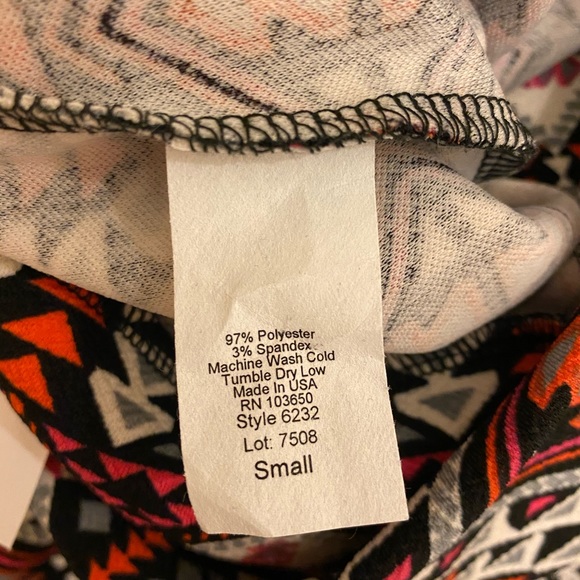 97% Polyester
3% Spandex
Machine Wash Cold
Tumble Dry Low
Made In USA
RN 103650
Style 6232
Lot: 7508
Small